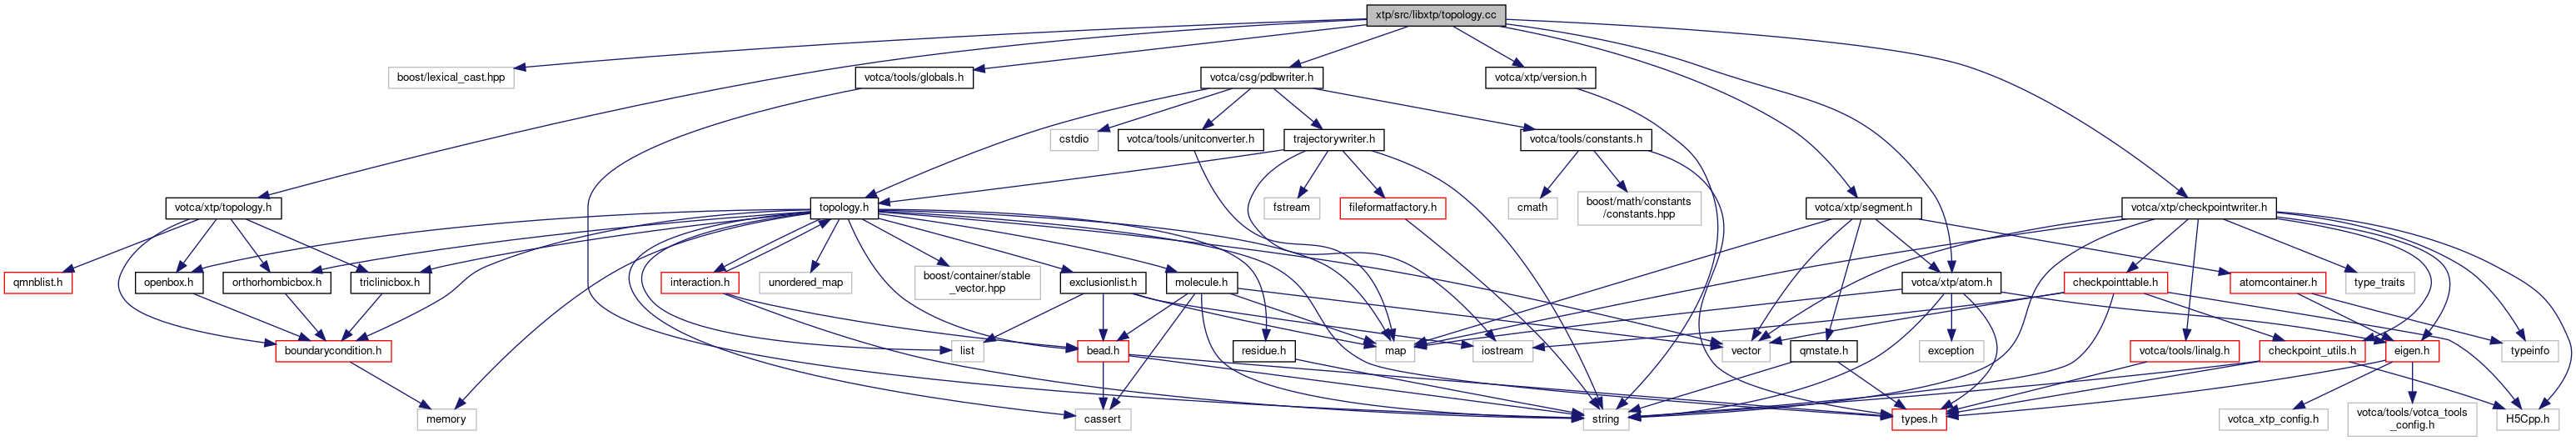 xtp/src/libxtp/topology.cc
boost/lexical_cast.hpp
votca/tools/globals.h
votca/csg/pdbwriter.h
votca/xtp/version.h
cstdio
votca/tools/unitconverter.h
trajectorywriter.h
votca/tools/constants.h
votca/xtp/topology.h
topology.h
fstream
fileformatfactory.h
cmath
boost/math/constants
/constants.hpp
votca/xtp/segment.h
votca/xtp/checkpointwriter.h
qmnblist.h
openbox.h
orthorhombicbox.h
triclinicbox.h
interaction.h
unordered_map
boost/container/stable
_vector.hpp
exclusionlist.h
molecule.h
votca/xtp/atom.h
checkpointtable.h
atomcontainer.h
type_traits
boundarycondition.h
list
bead.h
residue.h
map
iostream
vector
qmstate.h
exception
votca/tools/linalg.h
checkpoint_utils.h
eigen.h
typeinfo
memory
cassert
string
types.h
votca_xtp_config.h
votca/tools/votca_tools
_config.h
H5Cpp.h